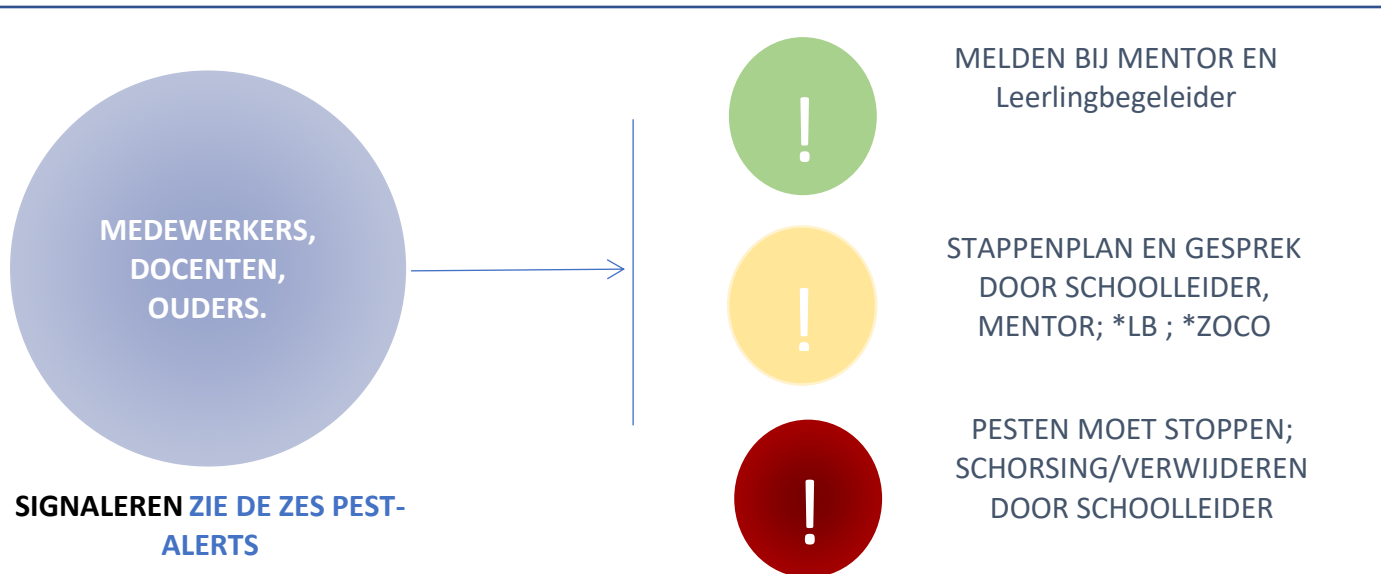 MEDEWERKERS,
DOCENTEN,
OUDERS.
SIGNALEREN ZIE DE ZES PEST-
ALERTS
!
MELDEN BIJ MENTOR EN
Leerlingbegeleider
!
STAPPENPLAN EN GESPREK
DOOR SCHOOLLEIDER,
MENTOR; *LB ; *ZOCO
!
PESTEN MOET STOPPEN;
SCHORSING/VERWIJDEREN
DOOR SCHOOLLEIDER